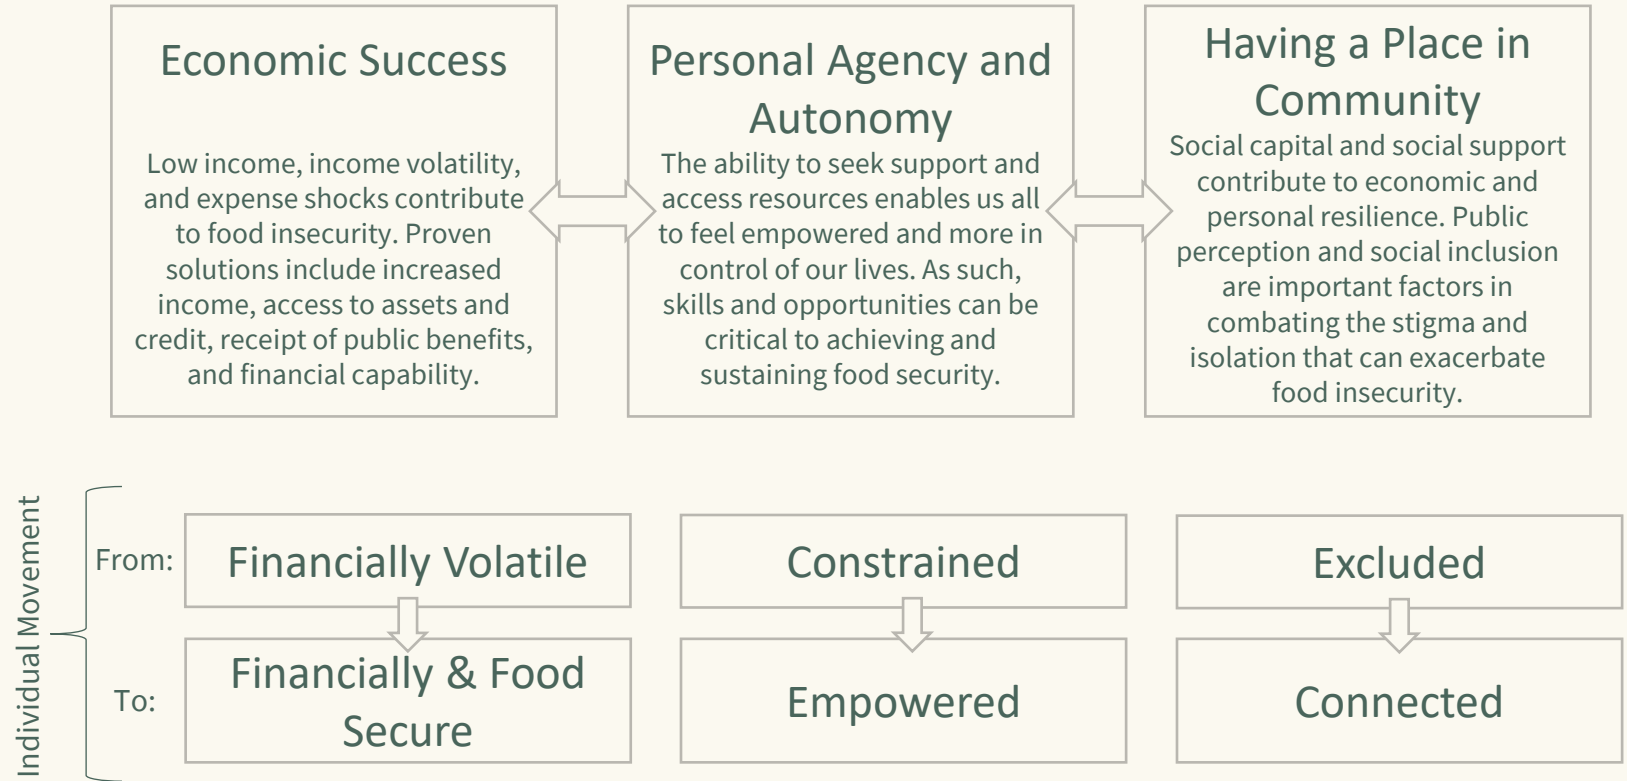 Economic Success
Low income, income volatility,
and expense shocks contribute
to food insecurity. Proven
solutions include increased
income, access to assets and
credit, receipt of public benefits,
and financial capability.
Personal Agency and
Autonomy
The ability to seek support and
access resources enables us all
to feel empowered and more in
control of our lives. As such,
skills and opportunities can be
critical to achieving and
sustaining food security.
Having a Place in
Community
Social capital and social support
contribute to economic and
personal resilience. Public
perception and social inclusion
are important factors in
combating the stigma and
isolation that can exacerbate
food insecurity.
Individual Movement
From:
Financially Volatile
Constrained
Excluded
To:
Financially & Food
Secure
Empowered
Connected